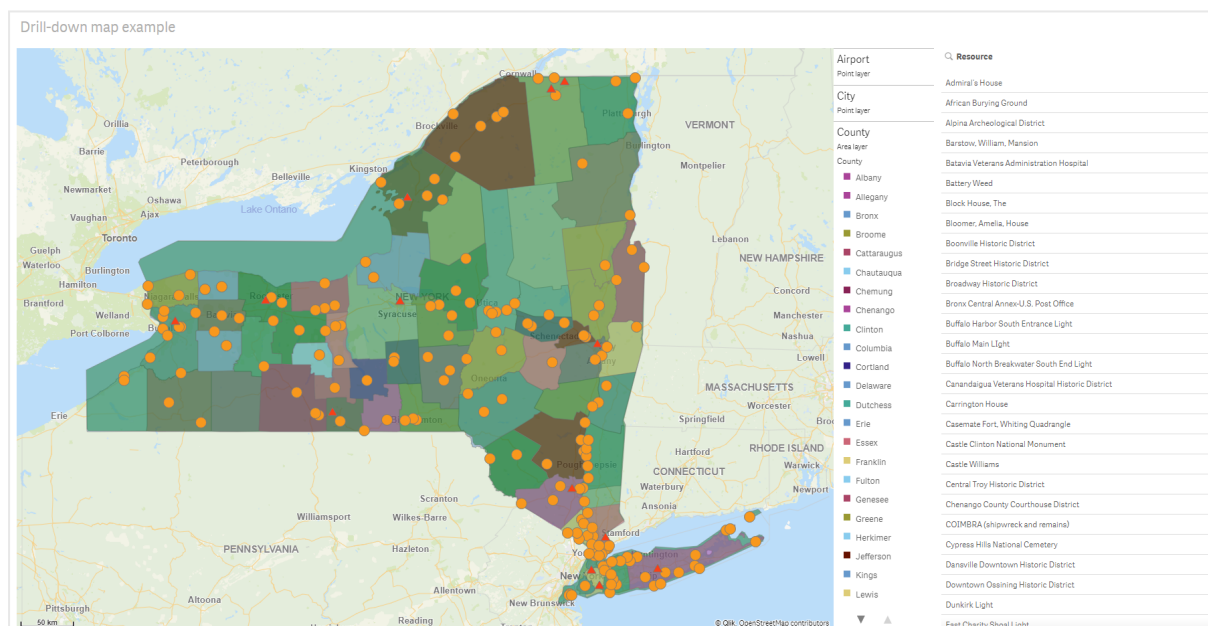 Drill-down map example
Cornwall
Orillia
Brockville
Plattsburgh
VERMONT
Barrie
Burlington
Kingston
Montpelier
Peterborough
Belleville
Newmarket
Oshawa
Lake Ontario
Vaughan
Ajax
Toronto
Lebanon
Guelph
NEW HAMPSHIRE
Waterloo
Burlington
Hamilton
Concord
Brantford
NEW YORK
Utica
Welland
Syracuse
Manchester
Port Colborne
Nashua
Lowell
Oneonta
MASSACHUSETTS
Erie
Worcester
Springfield
RHODE ISLAND
Hartford
Warwick
CONNECTICUT
Waterbury
Newport
Scranton
Ansonia
Williamsport
Wilkes-Barre
Stamford
PENNSYLVANIA
Hazleton
New
Allentown
Altoona
New Brunswick
Pittsburgh
Reading
50 km
© Qlik, OpenStreetMap contributors
Airport
Point layer
City
Point layer
County
Area layer
County
Albany
Allegany
Bronx
Broome
Cattaraugus
Chautauqua
Chemung
Chenango
Clinton
Columbia
Cortland
Delaware
Dutchess
Erie
Essex
Franklin
Fulton
Genesee
Greene
Herkimer
Jefferson
Kings
Lewis
Resource
Admiral's House
African Burying Ground
Alpina Archeological District
Barstow, William, Mansion
Batavia Veterans Administration Hospital
Battery Weed
Block House, The
Bloomer, Amelia, House
Boonville Historic District
Bridge Street Historic District
Broadway Historic District
Bronx Central Annex-U.S. Post Office
Buffalo Harbor South Entrance Light
Buffalo Main LIght
Buffalo North Breakwater South End Light
Canandaigua Veterans Hospital Historic District
Carrington House
Casemate Fort, Whiting Quadrangle
Castle Clinton National Monument
Castle Williams
Central Troy Historic District
Chenango County Courthouse District
COIMBRA (shipwreck and remains)
Cypress Hills National Cemetery
Dansville Downtown Historic District
Downtown Ossining Historic District
Dunkirk Light
East Charity Shoal Light